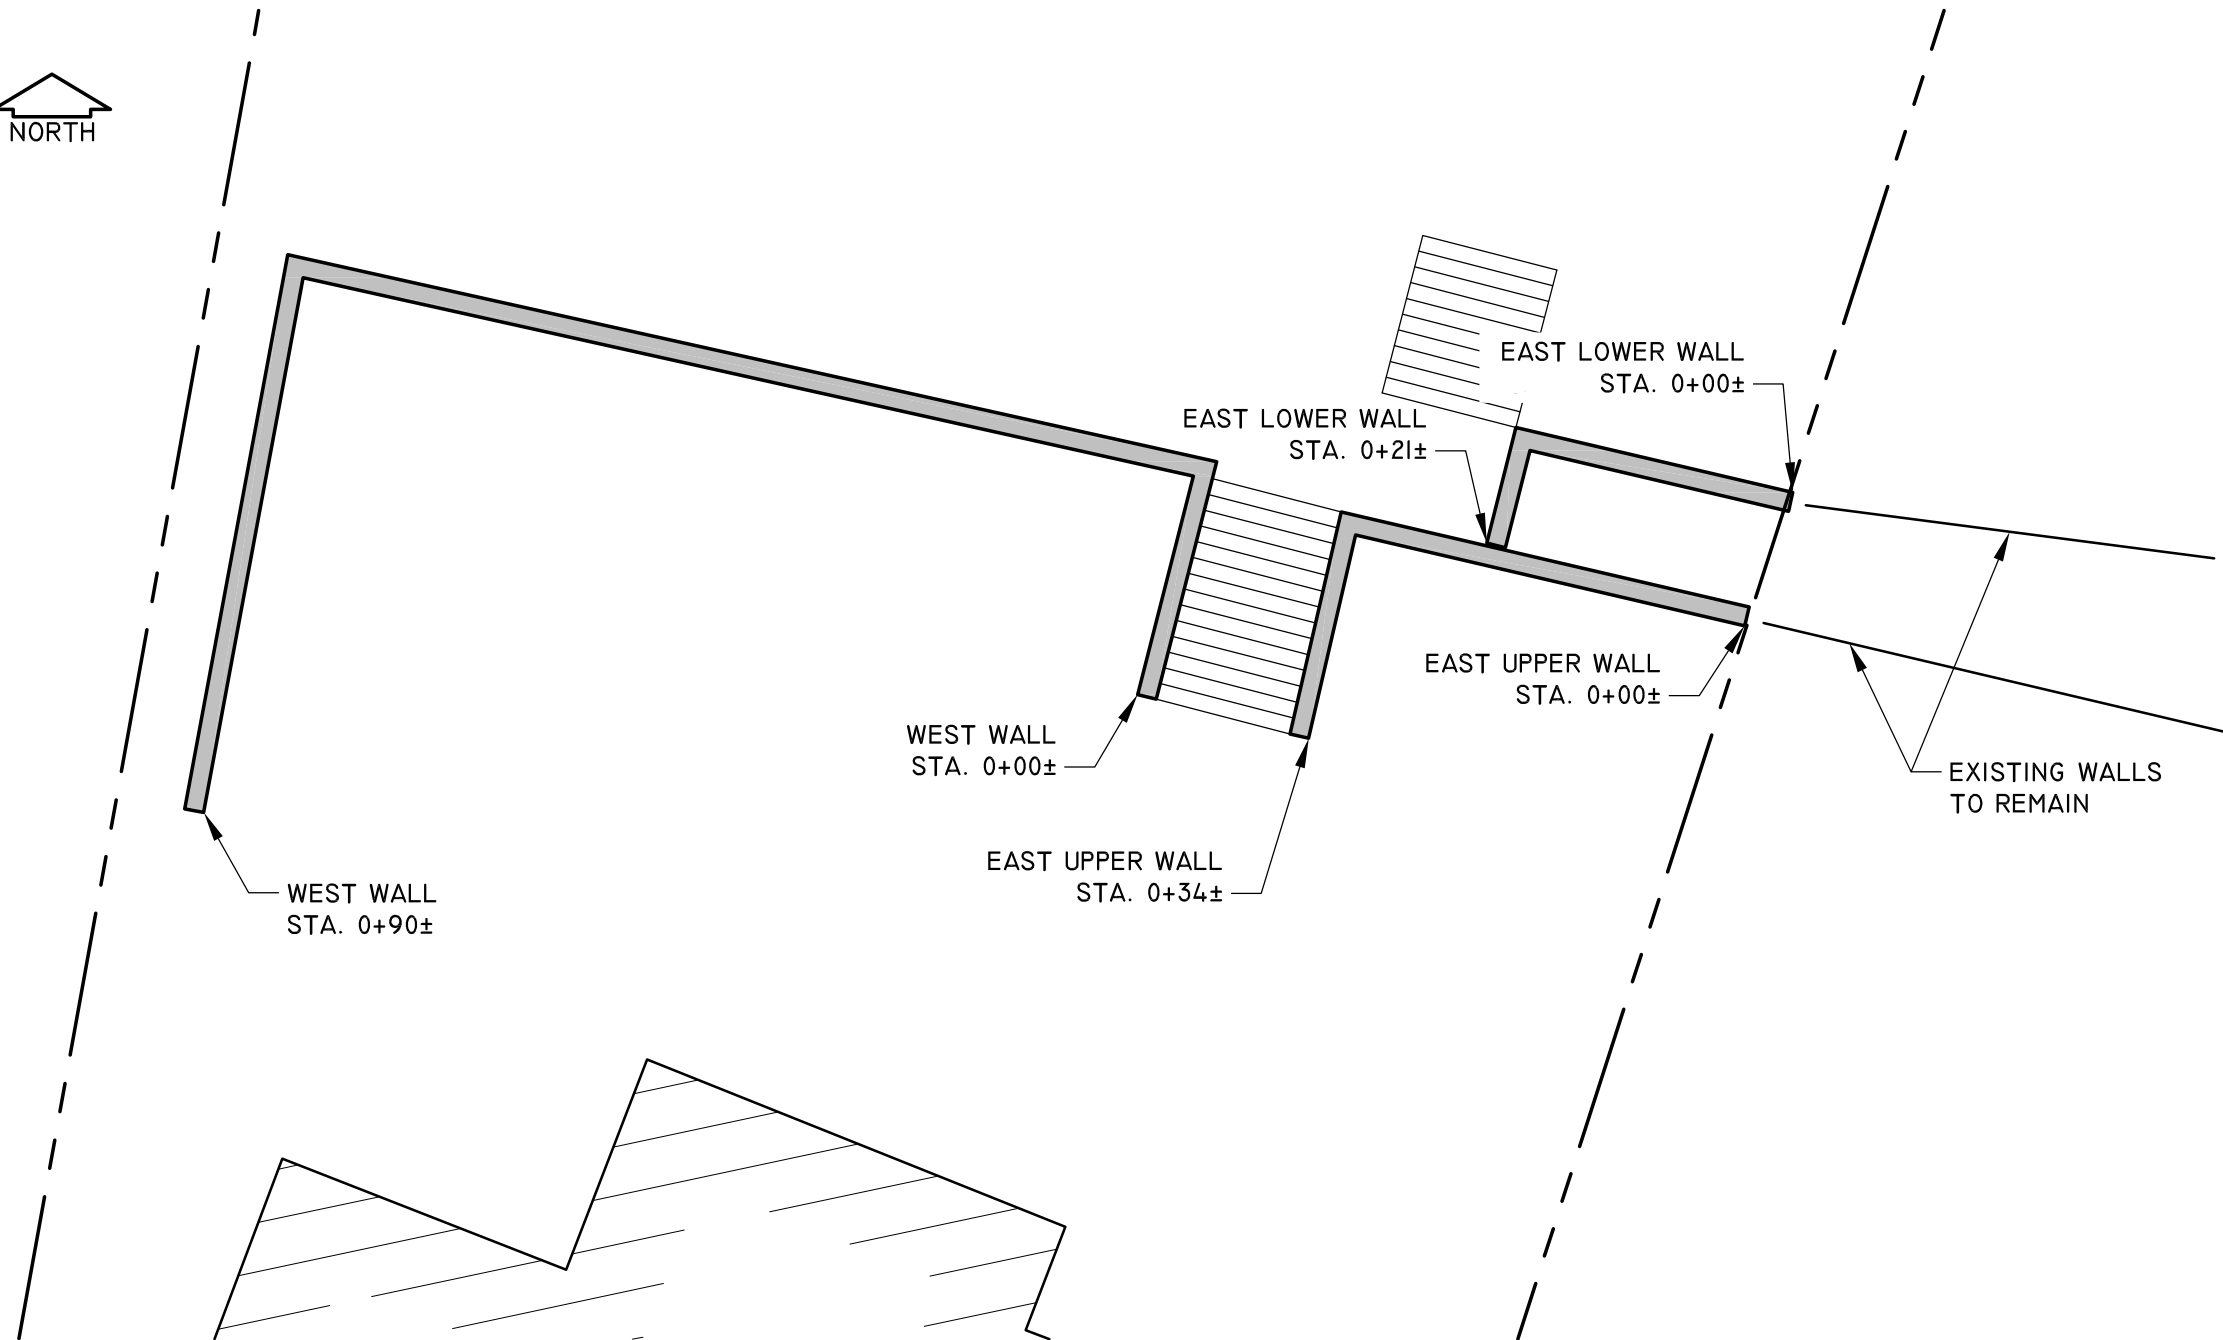 NORTH
EAST LOWER WALL
STA. 0+00±
EAST LOWER WALL
STA. 0+21±
EAST UPPER WALL
STA. 0+00±
WEST WALL
STA. 0+00±
EXISTING WALLS
TO REMAIN
EAST UPPER WALL
STA. 0+34±
WEST WALL
STA. 0+90±